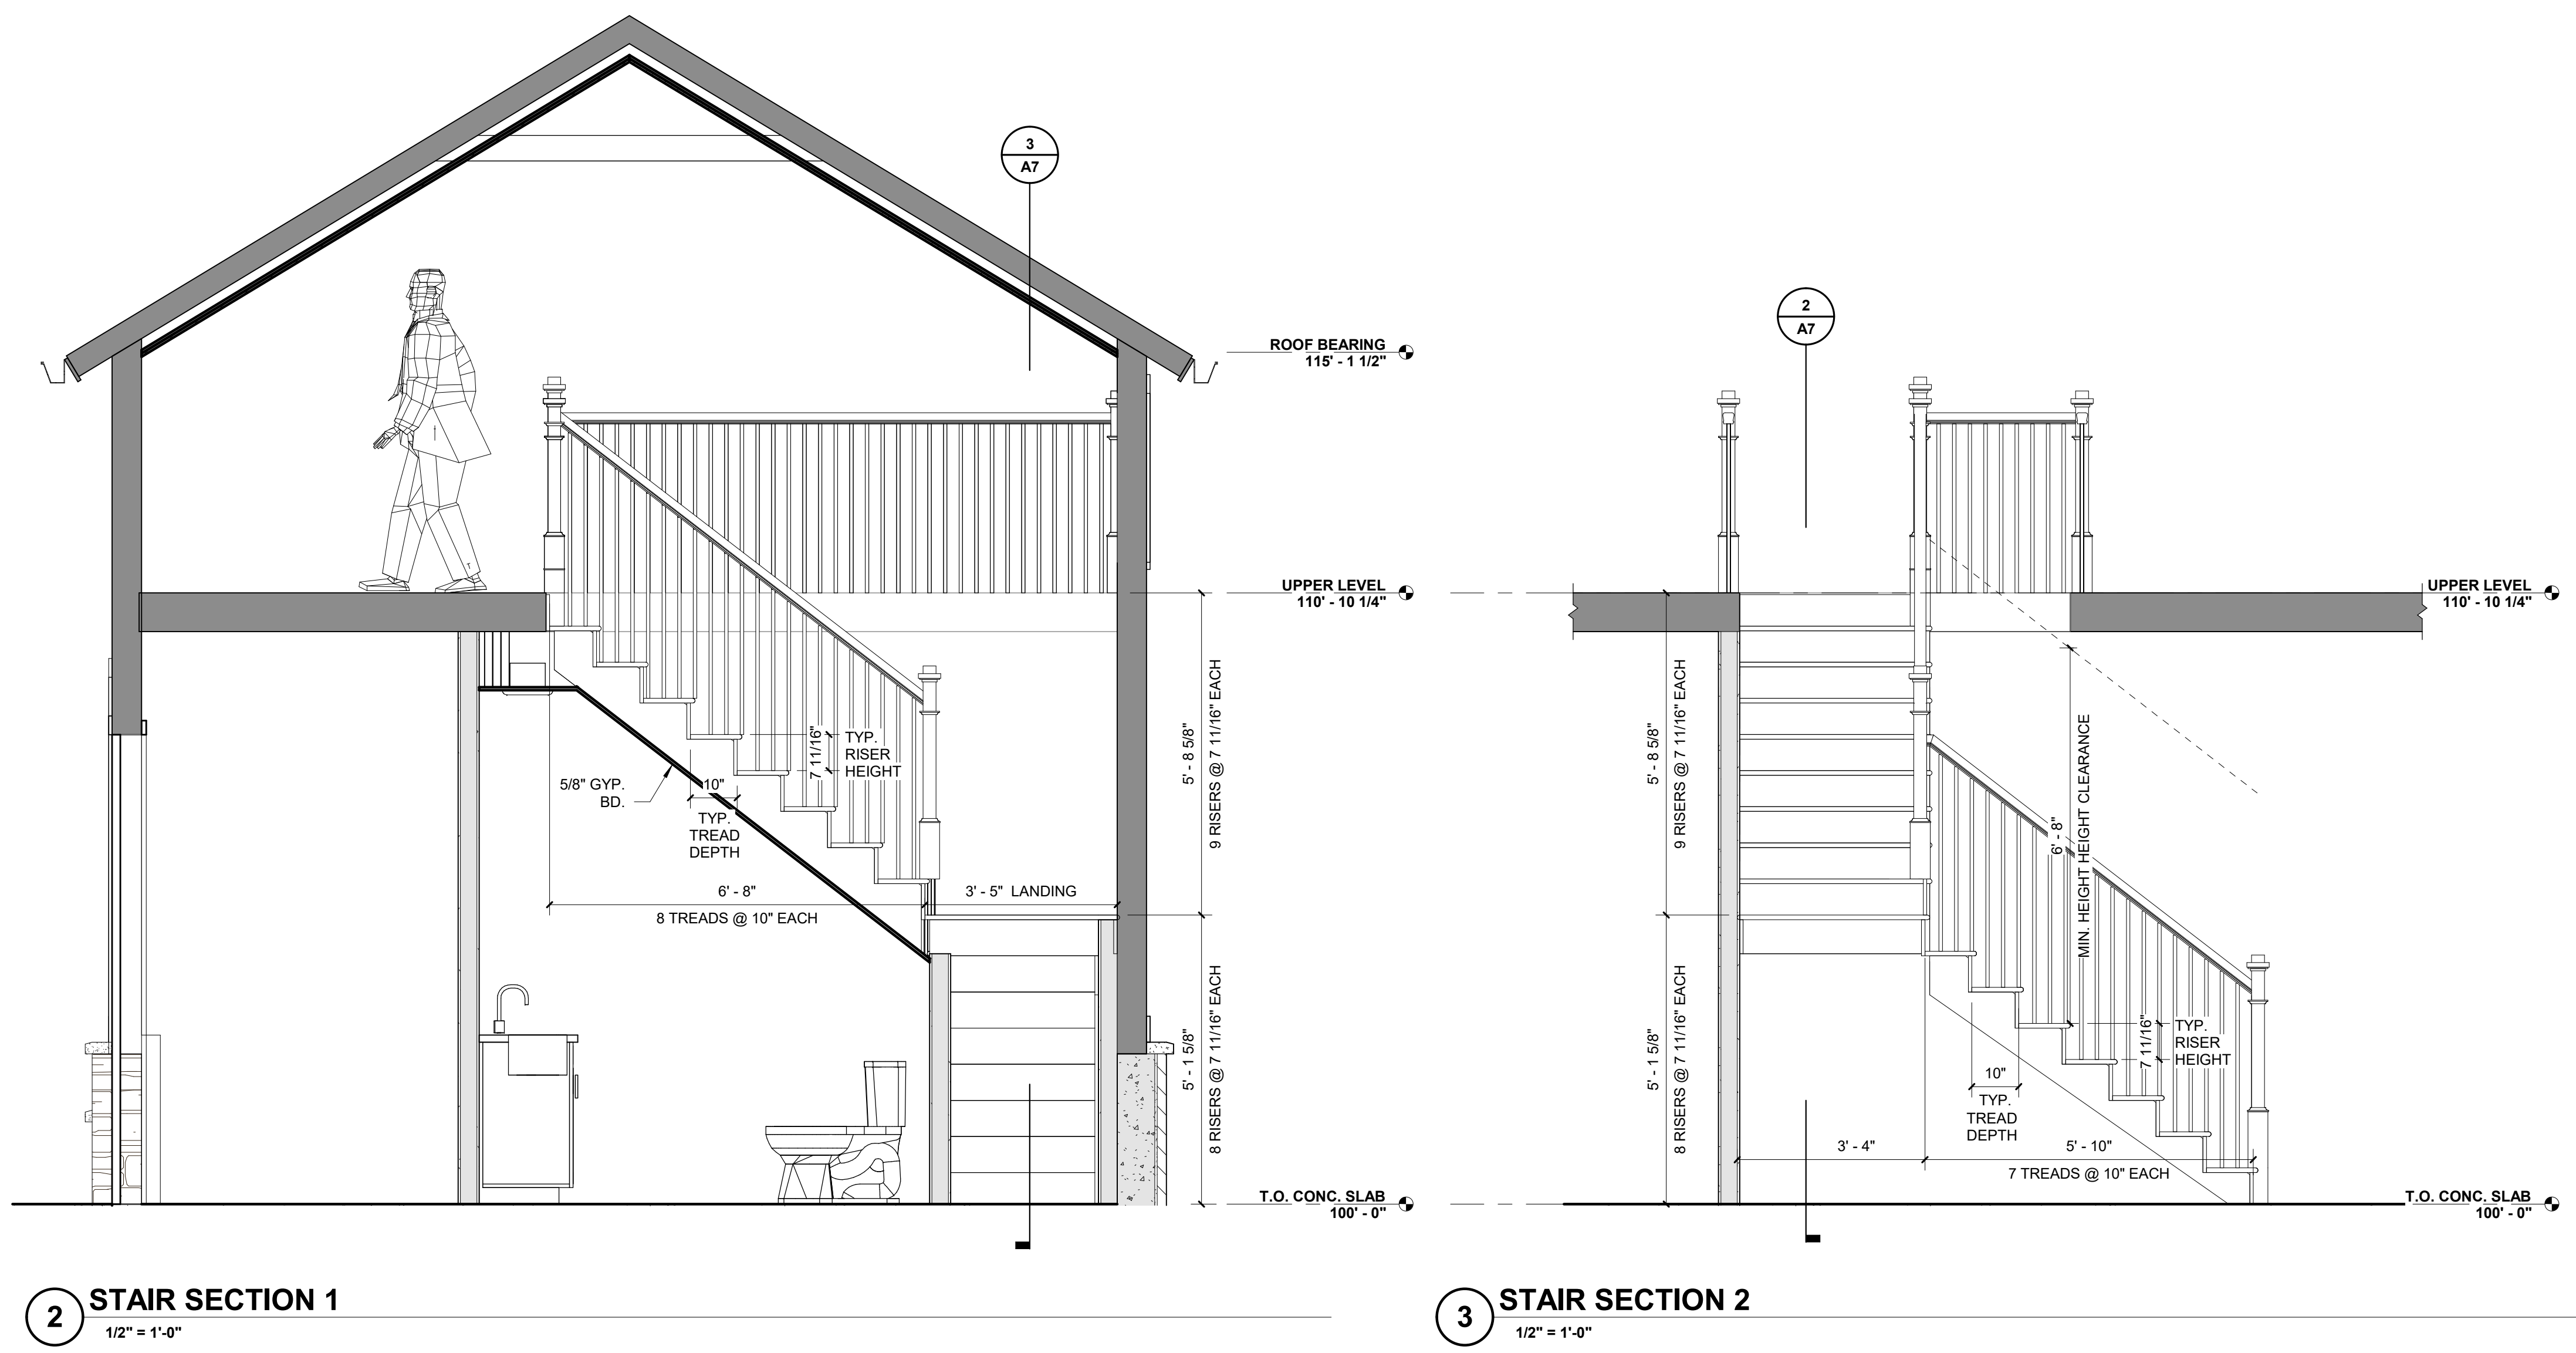 3
A7
ROOF BEARING
115' - 1 1/2"
UPPER LEVEL
110' - 10 1/4"
5' - 8 5/8"
9 RISERS @ 7 11/16" EACH
7 11/16"
TYP.
RISER
HEIGHT
5/8" GYP.
BD.
10"
TYP.
TREAD
DEPTH
6' - 8"
8 TREADS @ 10" EACH
3' - 5" LANDING
5' - 1 5/8"
8 RISERS @ 7 11/16" EACH
T.O. CONC. SLAB
100' - 0"
2
STAIR SECTION 1
1/2" = 1'-0"
2
A7
UPPER LEVEL
110' - 10 1/4"
5' - 8 5/8"
9 RISERS @ 7 11/16" EACH
6' - 8"
MIN. HEIGHT CLEARANCE
5' - 1 5/8"
8 RISERS @ 7 11/16" EACH
7 11/16"
TYP.
RISER
HEIGHT
10"
TYP.
TREAD
DEPTH
3' - 4"
5' - 10"
7 TREADS @ 10" EACH
T.O. CONC. SLAB
100' - 0"
3
STAIR SECTION 2
1/2" = 1'-0"